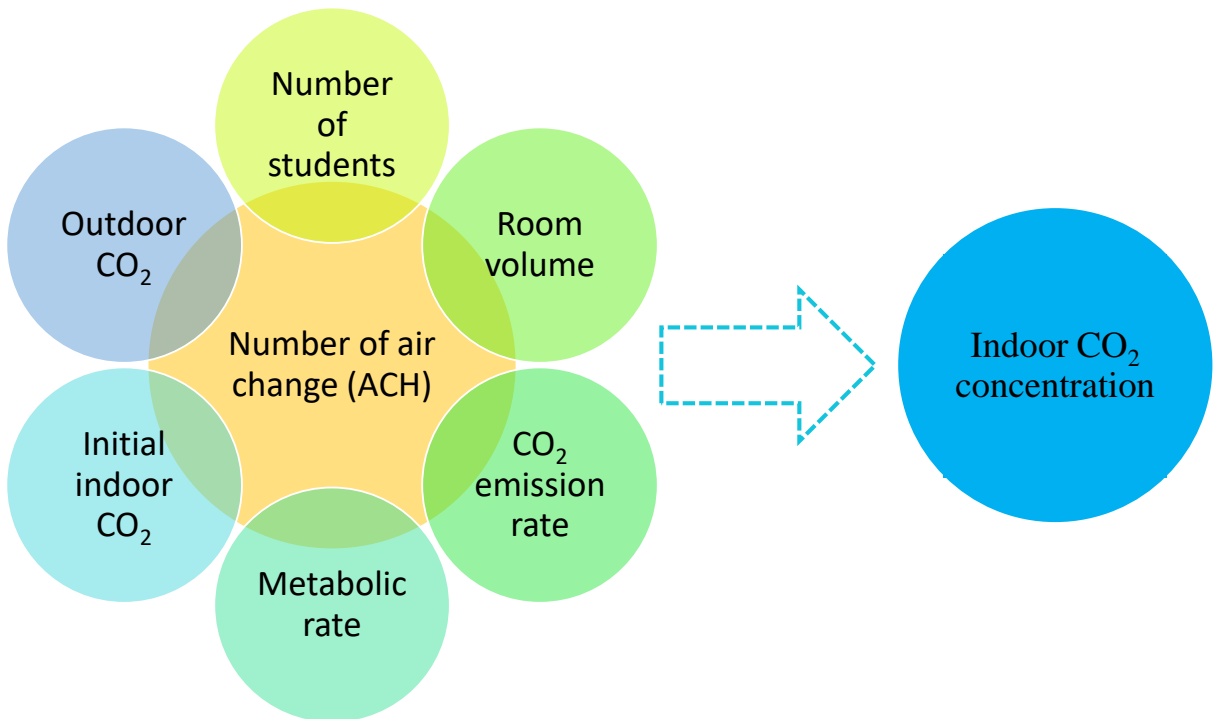 Number
of
students
Room
volume
CO₂
emission
rate
Metabolic
rate
Initial
indoor
CO₂
Outdoor
CO₂
Number of air
change (ACH)
Indoor CO₂
concentration